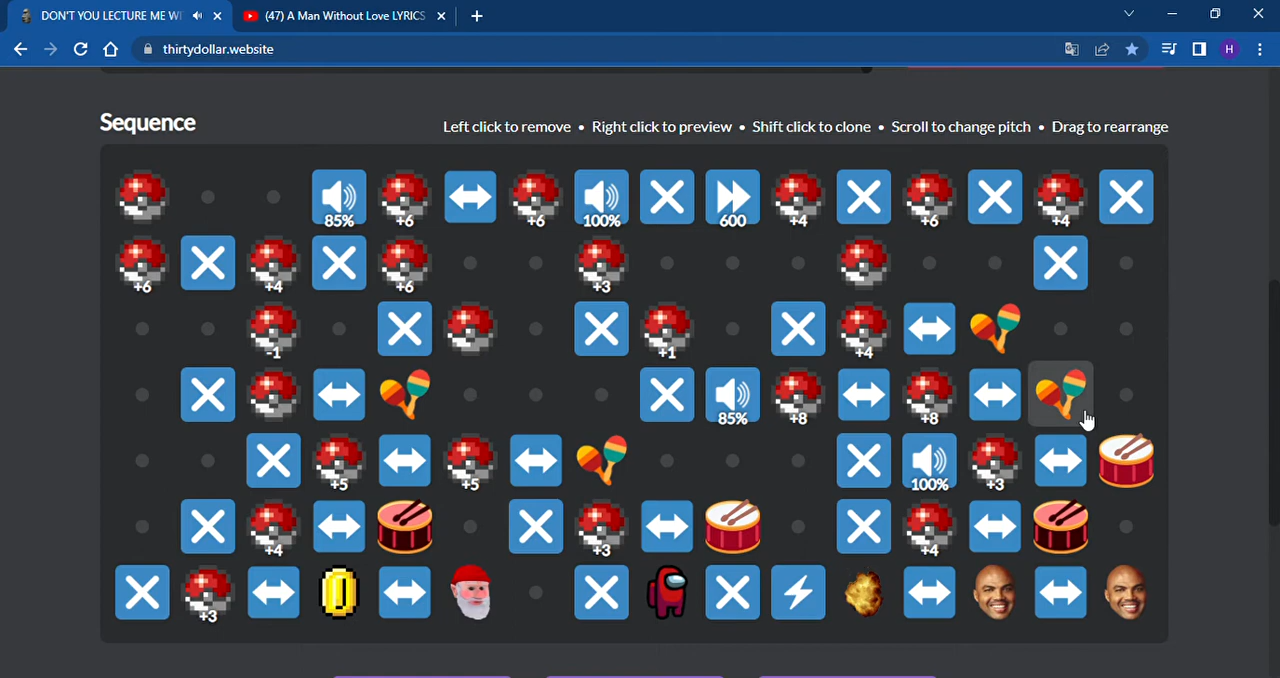 DON'T YOU LECTURE ME WI
(47) A Man Without Love LYRICS
thirtydollar.website
H
Sequence
Left click to remove • Right click to preview • Shift click to clone • Scroll to change pitch • Drag to rearrange
85% +6 +6 100% 600 +4 +6 +4
+6 +4 +6 +3
-1 +1 +4
85% +8 +8
+5 +5 100% +3
+4 +3 +4
+3